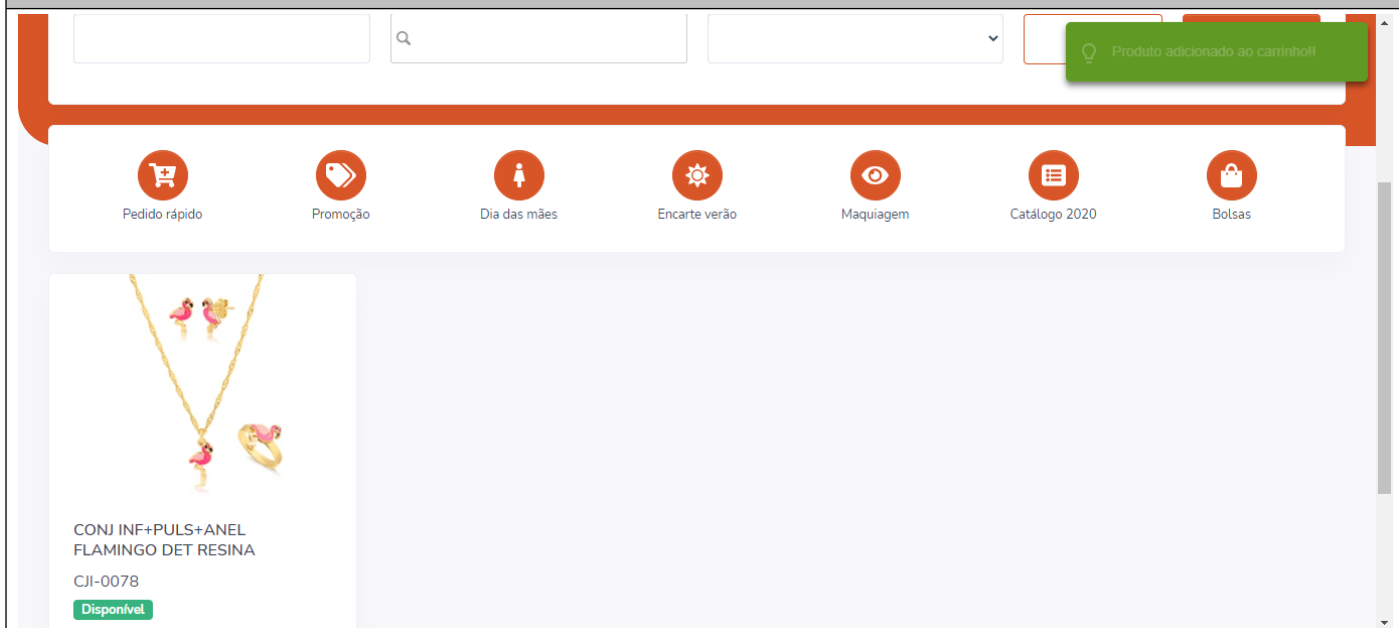 Produto adicionado ao carrinho!!
Pedido rápido
Promoção
Dia das mães
Encarte verão
Maquiagem
Catálogo 2020
Bolsas
CONJ INF+PULS+ANEL
FLAMINGO DET RESINA
CJI-0078
Disponível